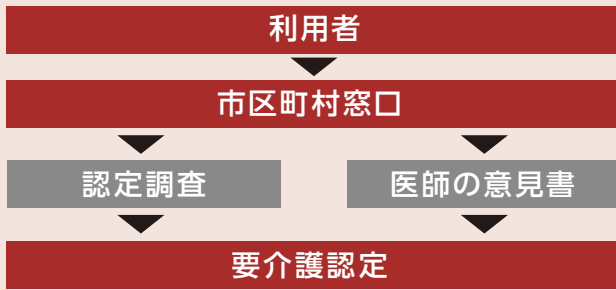 利用者
市区町村窓口
認定調査
医師の意見書
要介護認定